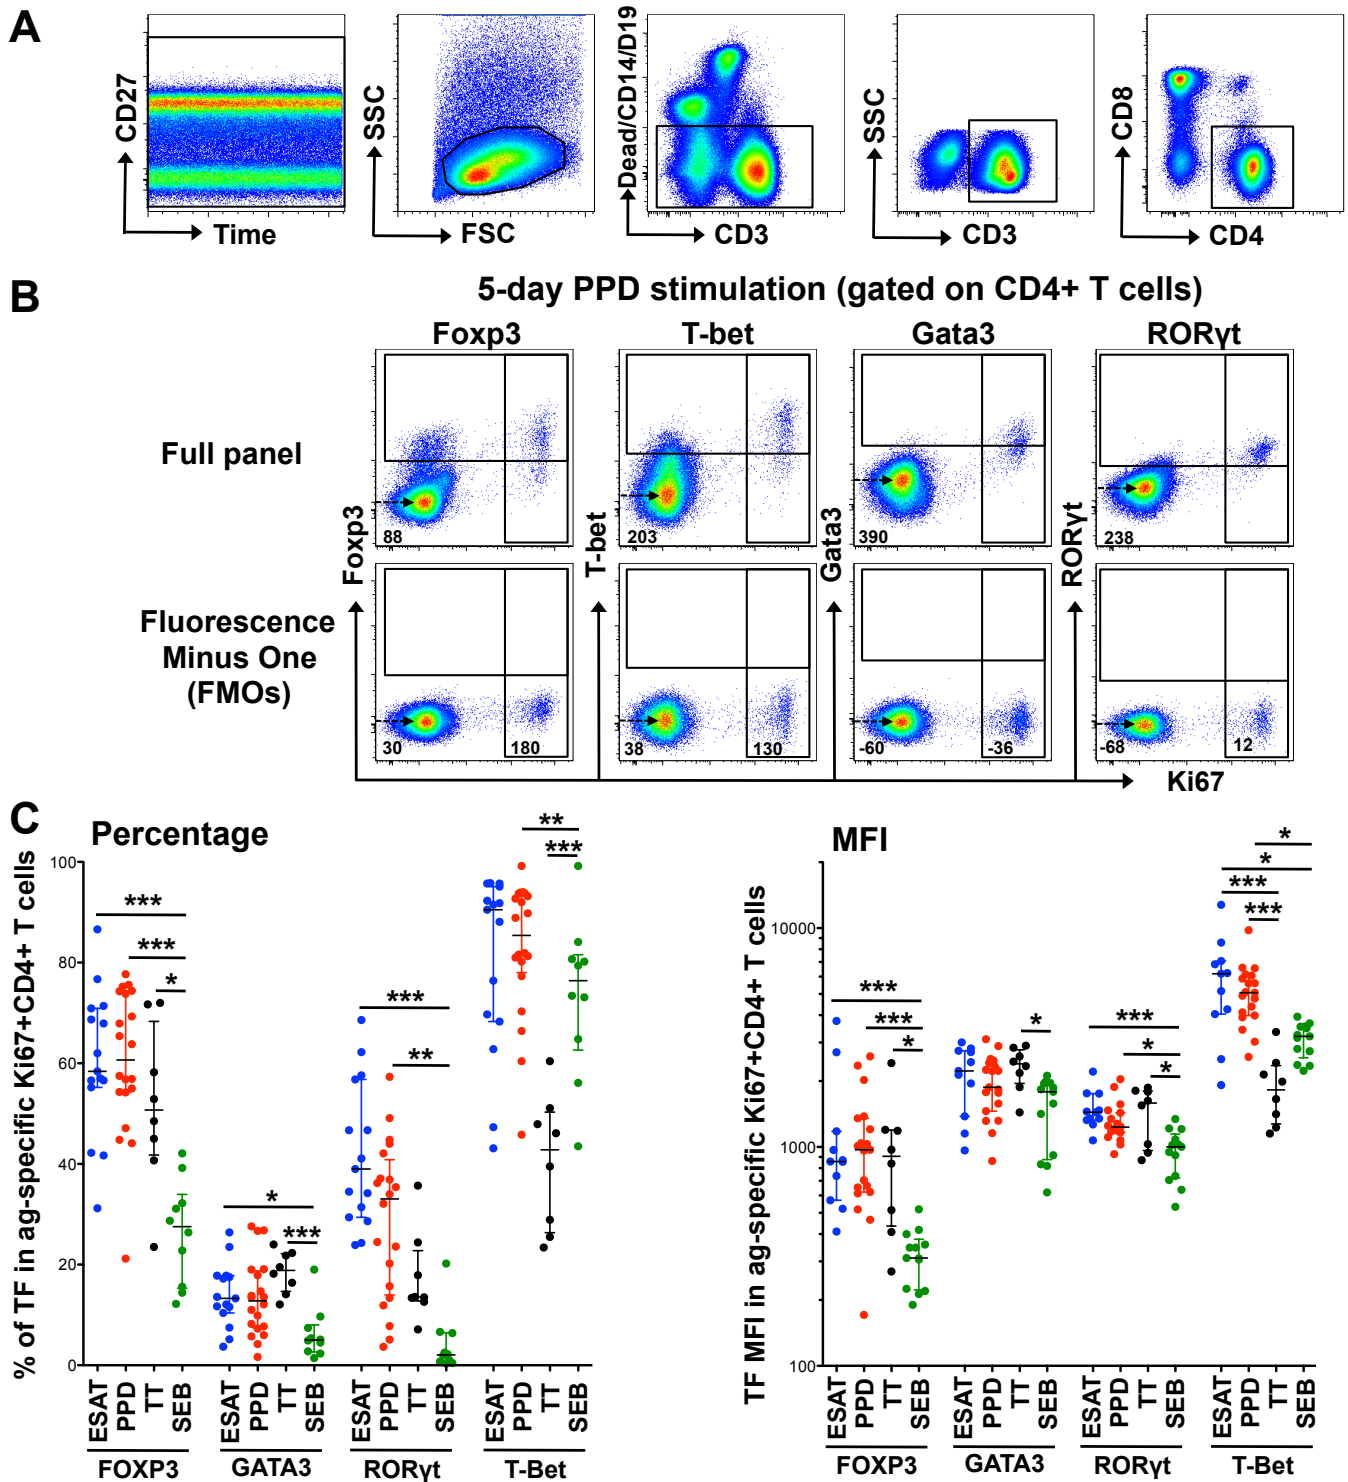 A
CD27
Time
SSC
FSC
Dead/CD14/D19
CD3
SSC
CD3
CD8
CD4
B
5-day PPD stimulation (gated on CD4+ T cells)
Foxp3
T-bet
Gata3
RORγt
Full panel
Foxp3
88
T-bet
203
Gata3
390
RORγt
238
Fluorescence
Minus One
(FMOs)
30
180
38
130
-60
-36
-68
12
Ki67
C
Percentage
% of TF in ag-specific Ki67+CD4+ T cells
100
80
60
40
20
0
***
***
*
*
***
***
**
**
***
ESAT
PPD
TT
SEB
ESAT
PPD
TT
SEB
ESAT
PPD
TT
SEB
ESAT
PPD
TT
SEB
FOXP3
GATA3
RORγt
T-Bet
MFI
TF MFI in ag-specific Ki67+CD4+ T cells
10000
1000
100
***
***
*
*
***
*
*
*
*
***
***
ESAT
PPD
TT
SEB
ESAT
PPD
TT
SEB
ESAT
PPD
TT
SEB
ESAT
PPD
TT
SEB
FOXP3
GATA3
RORγt
T-Bet